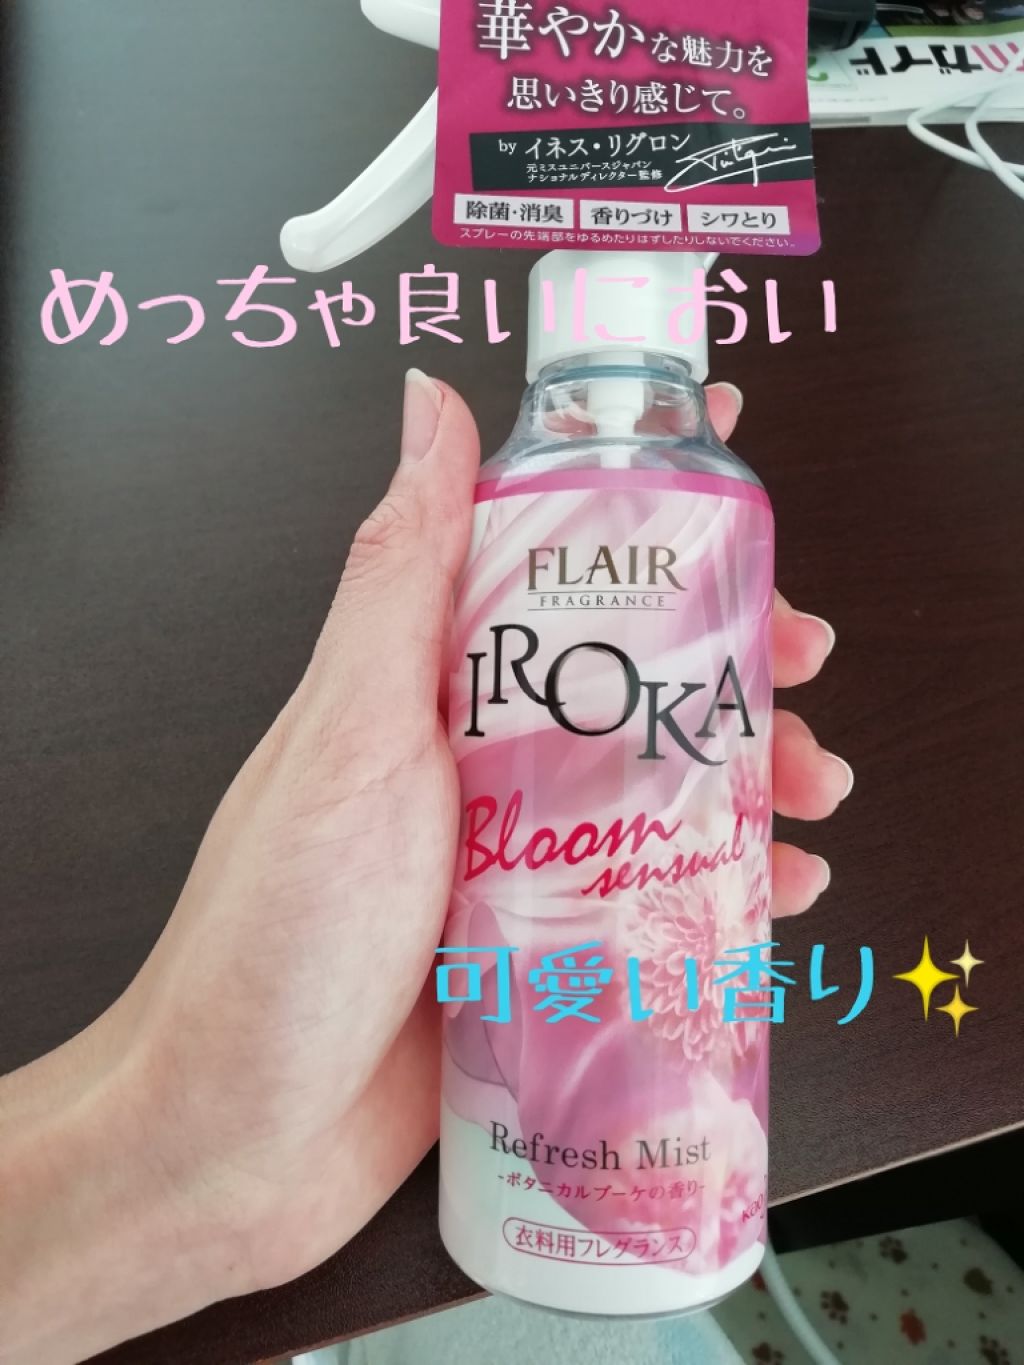 華やかな魅力を
思いきり感じて。
by イネス・リグロン
元ミスユニバースジャパン
ナショナルディレクター監修
除菌・消臭 香りづけ シワとり
スプレーの先端部をゆるめたりはずしたりしないでください。
ガイド
めっちゃ良いにおい
FLAIR
FRAGRANCE
IROKA
Bloom
sensual
可愛い香り✨
Refresh Mist
-ボタニカルブーケの香り-
kao
衣料用フレグランス